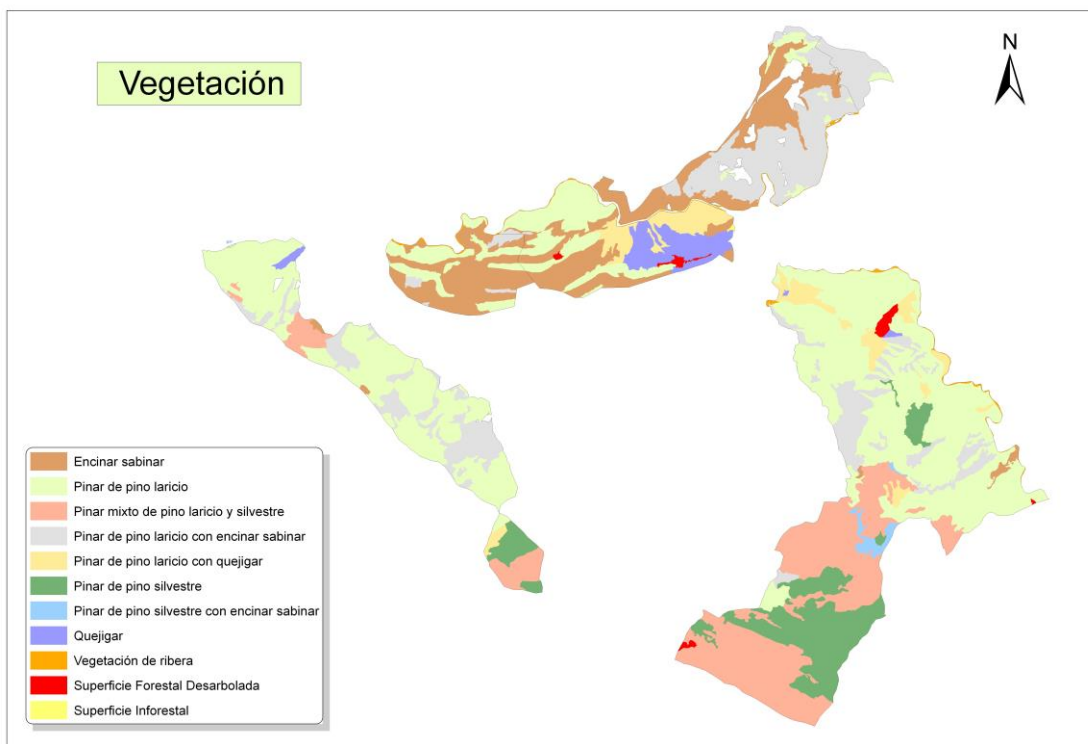 N
Vegetación
Encinar sabinar
Pinar de pino laricio
Pinar mixto de pino laricio y silvestre
Pinar de pino laricio con encinar sabinar
Pinar de pino laricio con quejigar
Pinar de pino silvestre
Pinar de pino silvestre con encinar sabinar
Quejigar
Vegetación de ribera
Superficie Forestal Desarbolada
Superficie Inforestal